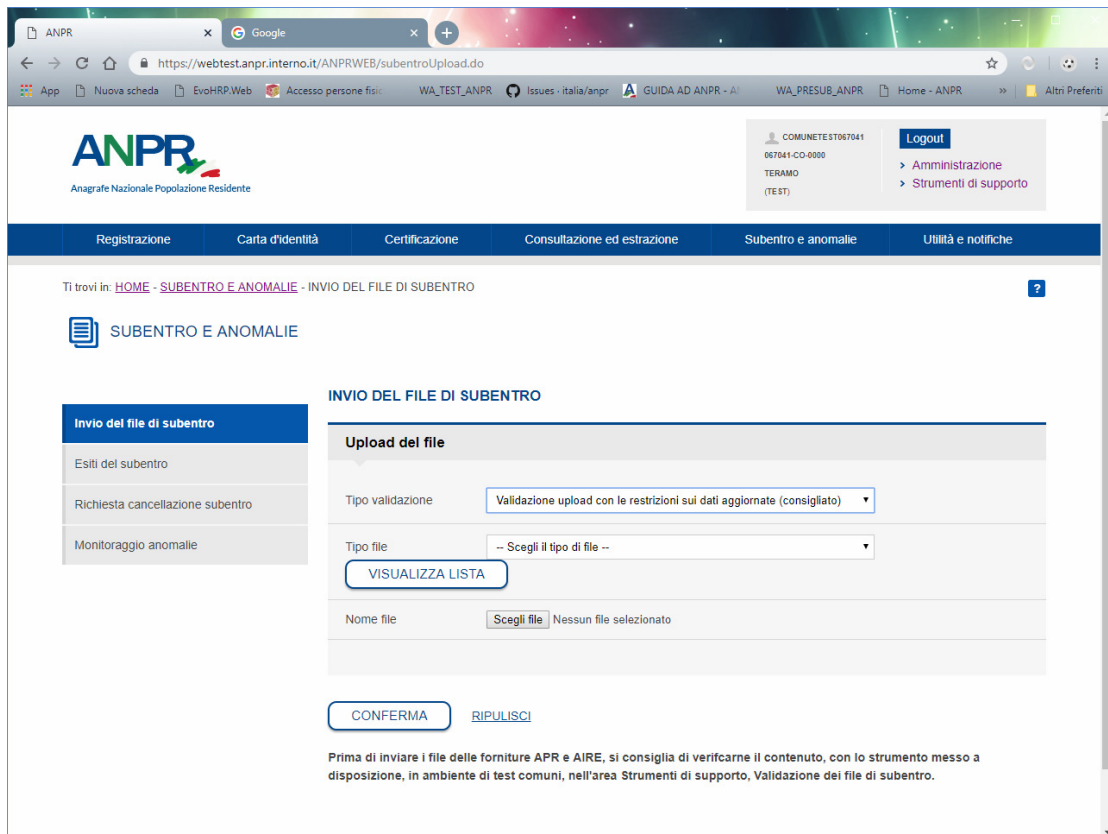 ANPR
Google
https://webtest.anpr.interno.it/ANPRWEB/subentroUpload.do
App Nuova scheda EvoHRP.Web Accesso persone fisic WA_TEST_ANPR Issues · italia/anpr GUIDA AD ANPR - A WA_PRESUB_ANPR Home - ANPR » Altri Preferiti
ANPR
Anagrafe Nazionale Popolazione Residente
COMUNETEST067041
067041-CO-0000
TERAMO
(TEST)
Logout
> Amministrazione
> Strumenti di supporto
Registrazione Carta d'identità Certificazione Consultazione ed estrazione Subentro e anomalie Utilità e notifiche
Ti trovi in: HOME - SUBENTRO E ANOMALIE - INVIO DEL FILE DI SUBENTRO
?
SUBENTRO E ANOMALIE
Invio del file di subentro
Esiti del subentro
Richiesta cancellazione subentro
Monitoraggio anomalie
INVIO DEL FILE DI SUBENTRO
Upload del file
Tipo validazione Validazione upload con le restrizioni sui dati aggiornate (consigliato)
Tipo file -- Scegli il tipo di file --
VISUALIZZA LISTA
Nome file Scegli file Nessun file selezionato
CONFERMA RIPULISCI
Prima di inviare i file delle forniture APR e AIRE, si consiglia di verifcarne il contenuto, con lo strumento messo a
disposizione, in ambiente di test comuni, nell'area Strumenti di supporto, Validazione dei file di subentro.